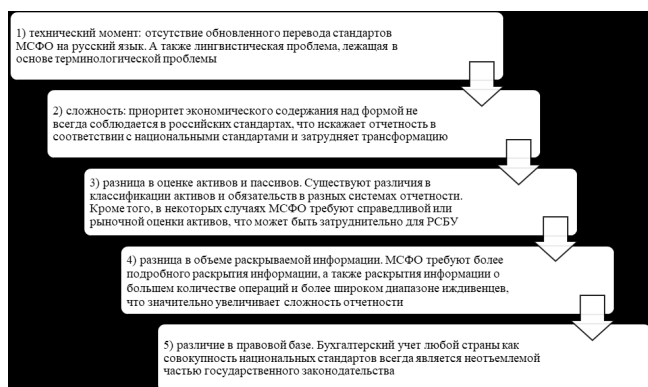 1) технический момент: отсутствие обновленного перевода стандартов
МСФО на русский язык. А также лингвистическая проблема, лежащая в
основе терминологической проблемы
2) сложность: приоритет экономического содержания над формой не
всегда соблюдается в российских стандартах, что искажает отчетность в
соответствии с национальными стандартами и затрудняет трансформацию
3) разница в оценке активов и пассивов. Существуют различия в
классификации активов и обязательств в разных системах отчетности.
Кроме того, в некоторых случаях МСФО требуют справедливой или
рыночной оценки активов, что может быть затруднительно для РСБУ
4) разница в объеме раскрываемой информации. МСФО требуют более
подробного раскрытия информации, а также раскрытия информации о
большем количестве операций и более широком диапазоне иждивенцев,
что значительно увеличивает сложность отчетности
5) различие в правовой базе. Бухгалтерский учет любой страны как
совокупность национальных стандартов всегда является неотъемлемой
частью государственного законодательства